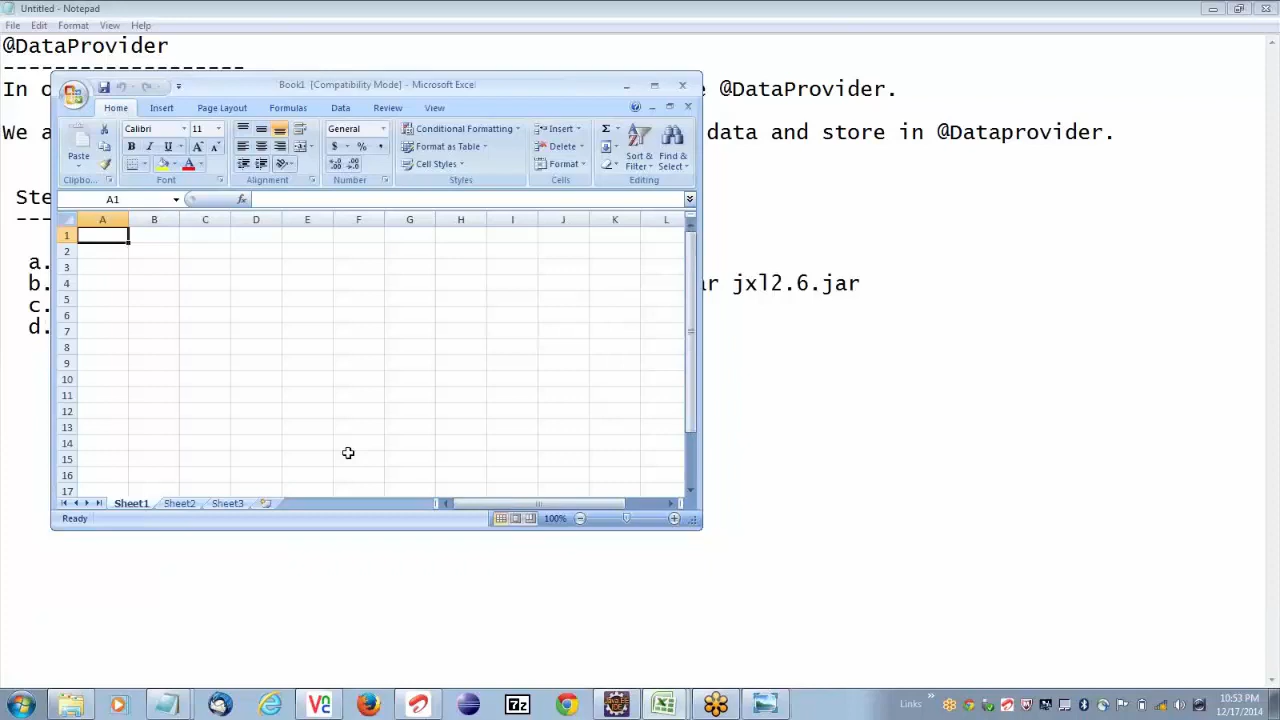 Untitled - Notepad
File Edit Format View Help
@DataProvider
-------------------
In o
e @DataProvider.
We a
data and store in @Dataprovider.
Ste
--
a.
b.
ar jxl2.6.jar
c.
d.
Book1 [Compatibility Mode] - Microsoft Excel
Home Insert Page Layout Formulas Data Review View
Calibri 11 General Conditional Formatting Insert Σ
Paste B I U A $ % , Format as Table Delete Sort & Find &
Cell Styles Format Filter Select
Clipbo... Font Alignment Number Styles Cells Editing
A1 fx
A B C D E F G H I J K L
1
2
3
4
5
6
7
8
9
10
11
12
13
14
15
16
17
Sheet1 Sheet2 Sheet3
Ready 100%
Links » 10:53 PM
12/17/2014